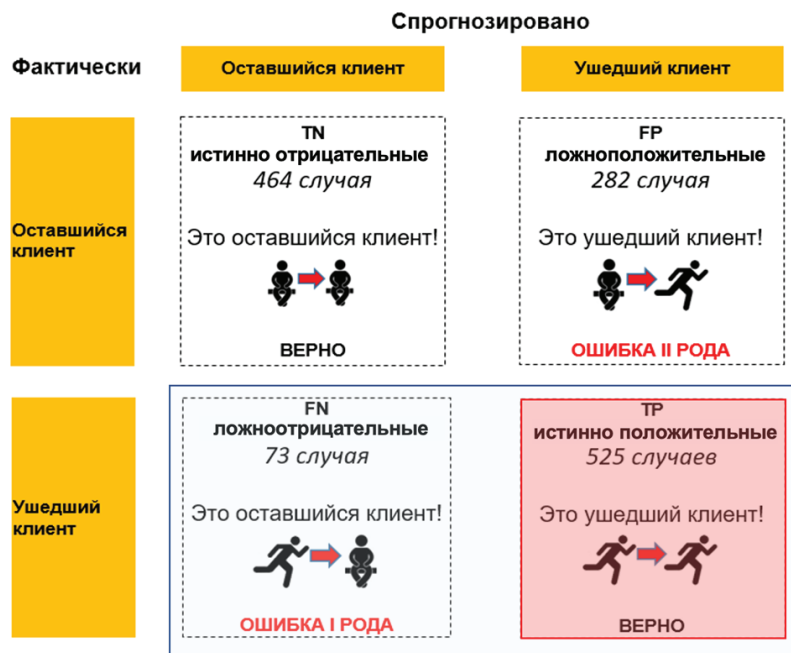 Спрогнозировано
Фактически
Оставшийся клиент
Ушедший клиент
Оставшийся
клиент
TN
истинно отрицательные
464 случая
Это оставшийся клиент!
ВЕРНО
FP
ложноположительные
282 случая
Это ушедший клиент!
ОШИБКА II РОДА
Ушедший
клиент
FN
ложноотрицательные
73 случая
Это оставшийся клиент!
ОШИБКА I РОДА
TP
истинно положительные
525 случаев
Это ушедший клиент!
ВЕРНО